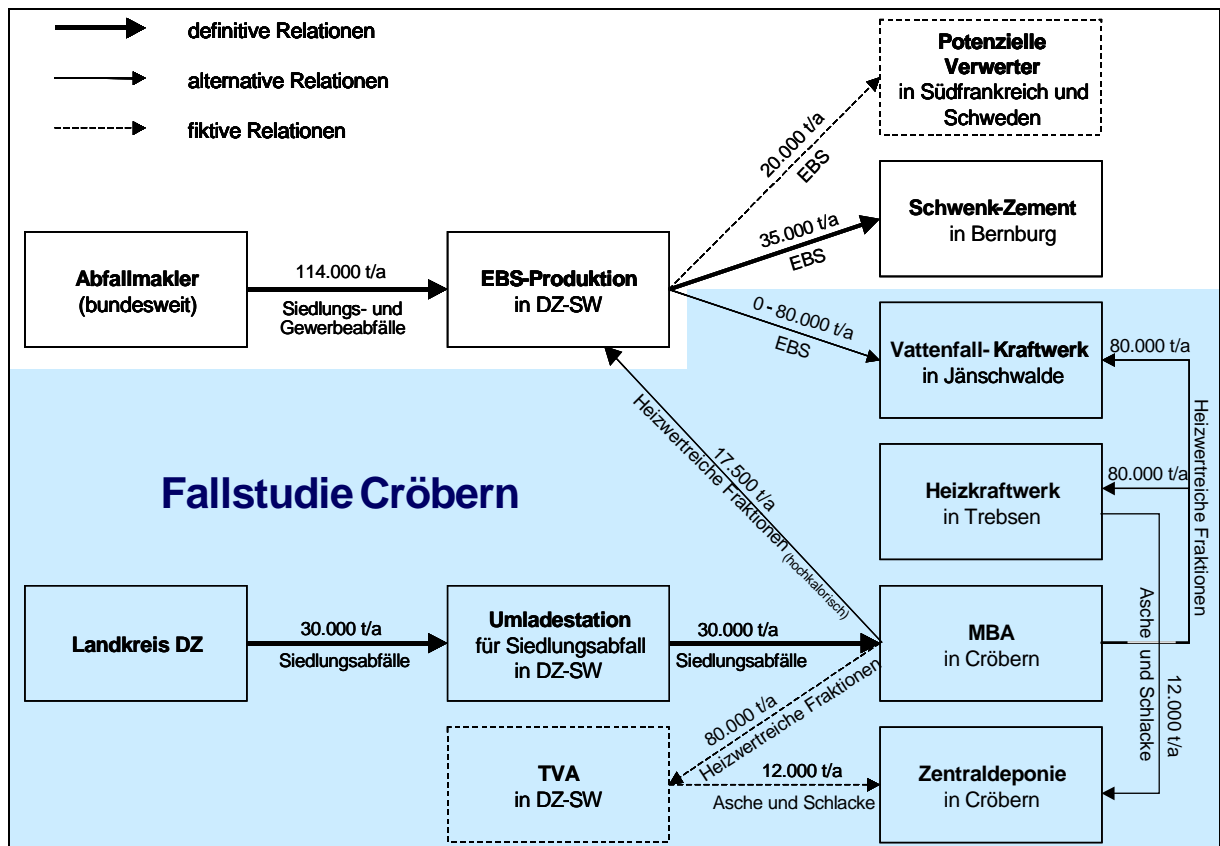 definitive Relationen
alternative Relationen
fiktive Relationen
Potenzielle
Verwerter
in Südfrankreich und
Schweden
20.000 t/a
EBS
Schwenk-Zement
in Bernburg
35.000 t/a
EBS
Abfallmakler
(bundesweit)
114.000 t/a
Siedlungs- und
Gewerbeabfälle
EBS-Produktion
in DZ-SW
0 - 80.000 t/a
EBS
Vattenfall-Kraftwerk
in Jänschwalde
80.000 t/a
Heizwertreiche Fraktionen
17.500 t/a
Heizwertreiche Fraktionen (hochkalorisch)
Fallstudie Cröbern
Heizkraftwerk
in Trebsen
80.000 t/a
Asche und Schlacke
12.000 t/a
Landkreis DZ
30.000 t/a
Siedlungsabfälle
Umladestation
für Siedlungsabfall
in DZ-SW
30.000 t/a
Siedlungsabfälle
MBA
in Cröbern
80.000 t/a
Heizwertreiche Fraktionen
TVA
in DZ-SW
12.000 t/a
Asche und Schlacke
Zentraldeponie
in Cröbern